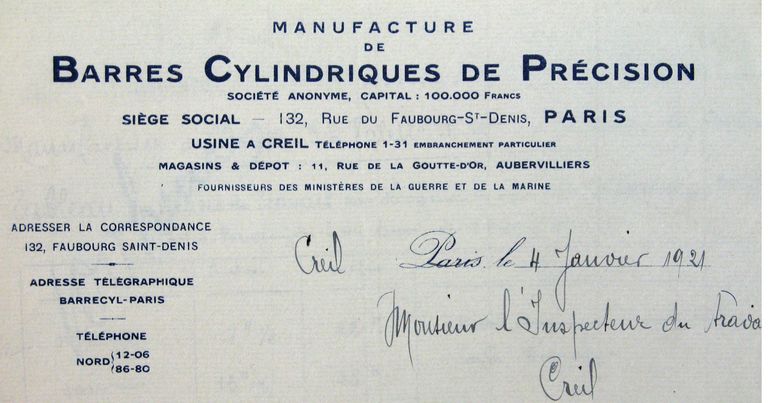 MANUFACTURE
DE
BARRES CYLINDRIQUES DE PRÉCISION
SOCIÉTÉ ANONYME, CAPITAL : 100.000 FRANCS
SIÈGE SOCIAL — 132, RUE DU FAUBOURG-ST-DENIS, PARIS
USINE A CREIL TÉLÉPHONE 1-31 EMBRANCHEMENT PARTICULIER
MAGASINS & DÉPOT : 11, RUE DE LA GOUTTE-D'OR, AUBERVILLIERS
FOURNISSEURS DES MINISTÈRES DE LA GUERRE ET DE LA MARINE
ADRESSER LA CORRESPONDANCE
132, FAUBOURG SAINT-DENIS
ADRESSE TÉLÉGRAPHIQUE
BARRECYL-PARIS
TÉLÉPHONE
NORD { 12-06
86-80
Creil Paris, le 4 Janvier 1921
Monsieur l'Inspecteur du Trava
Creil